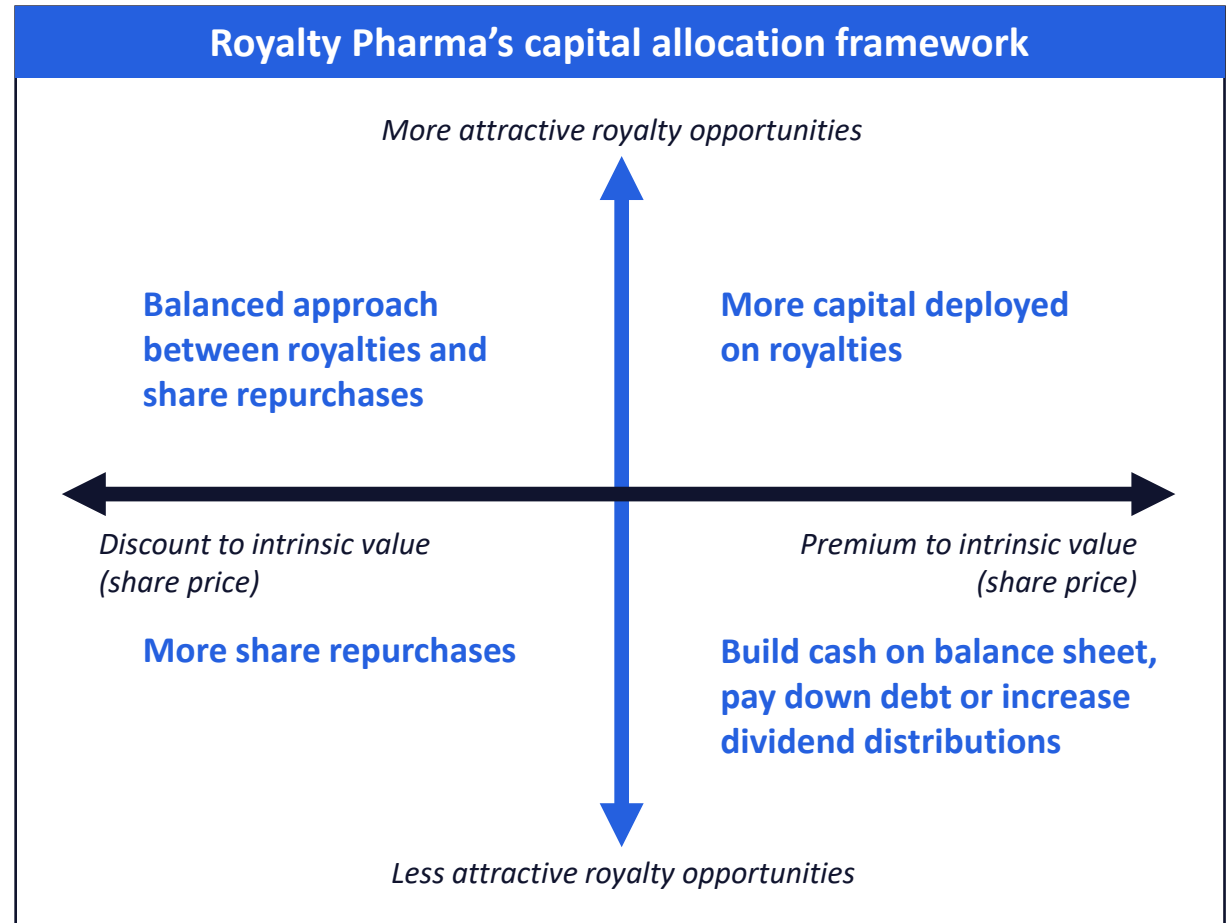 Royalty Pharma’s capital allocation framework
More attractive royalty opportunities
Balanced approach
between royalties and
share repurchases
More capital deployed
on royalties
Discount to intrinsic value
(share price)
Premium to intrinsic value
(share price)
More share repurchases
Build cash on balance sheet,
pay down debt or increase
dividend distributions
Less attractive royalty opportunities